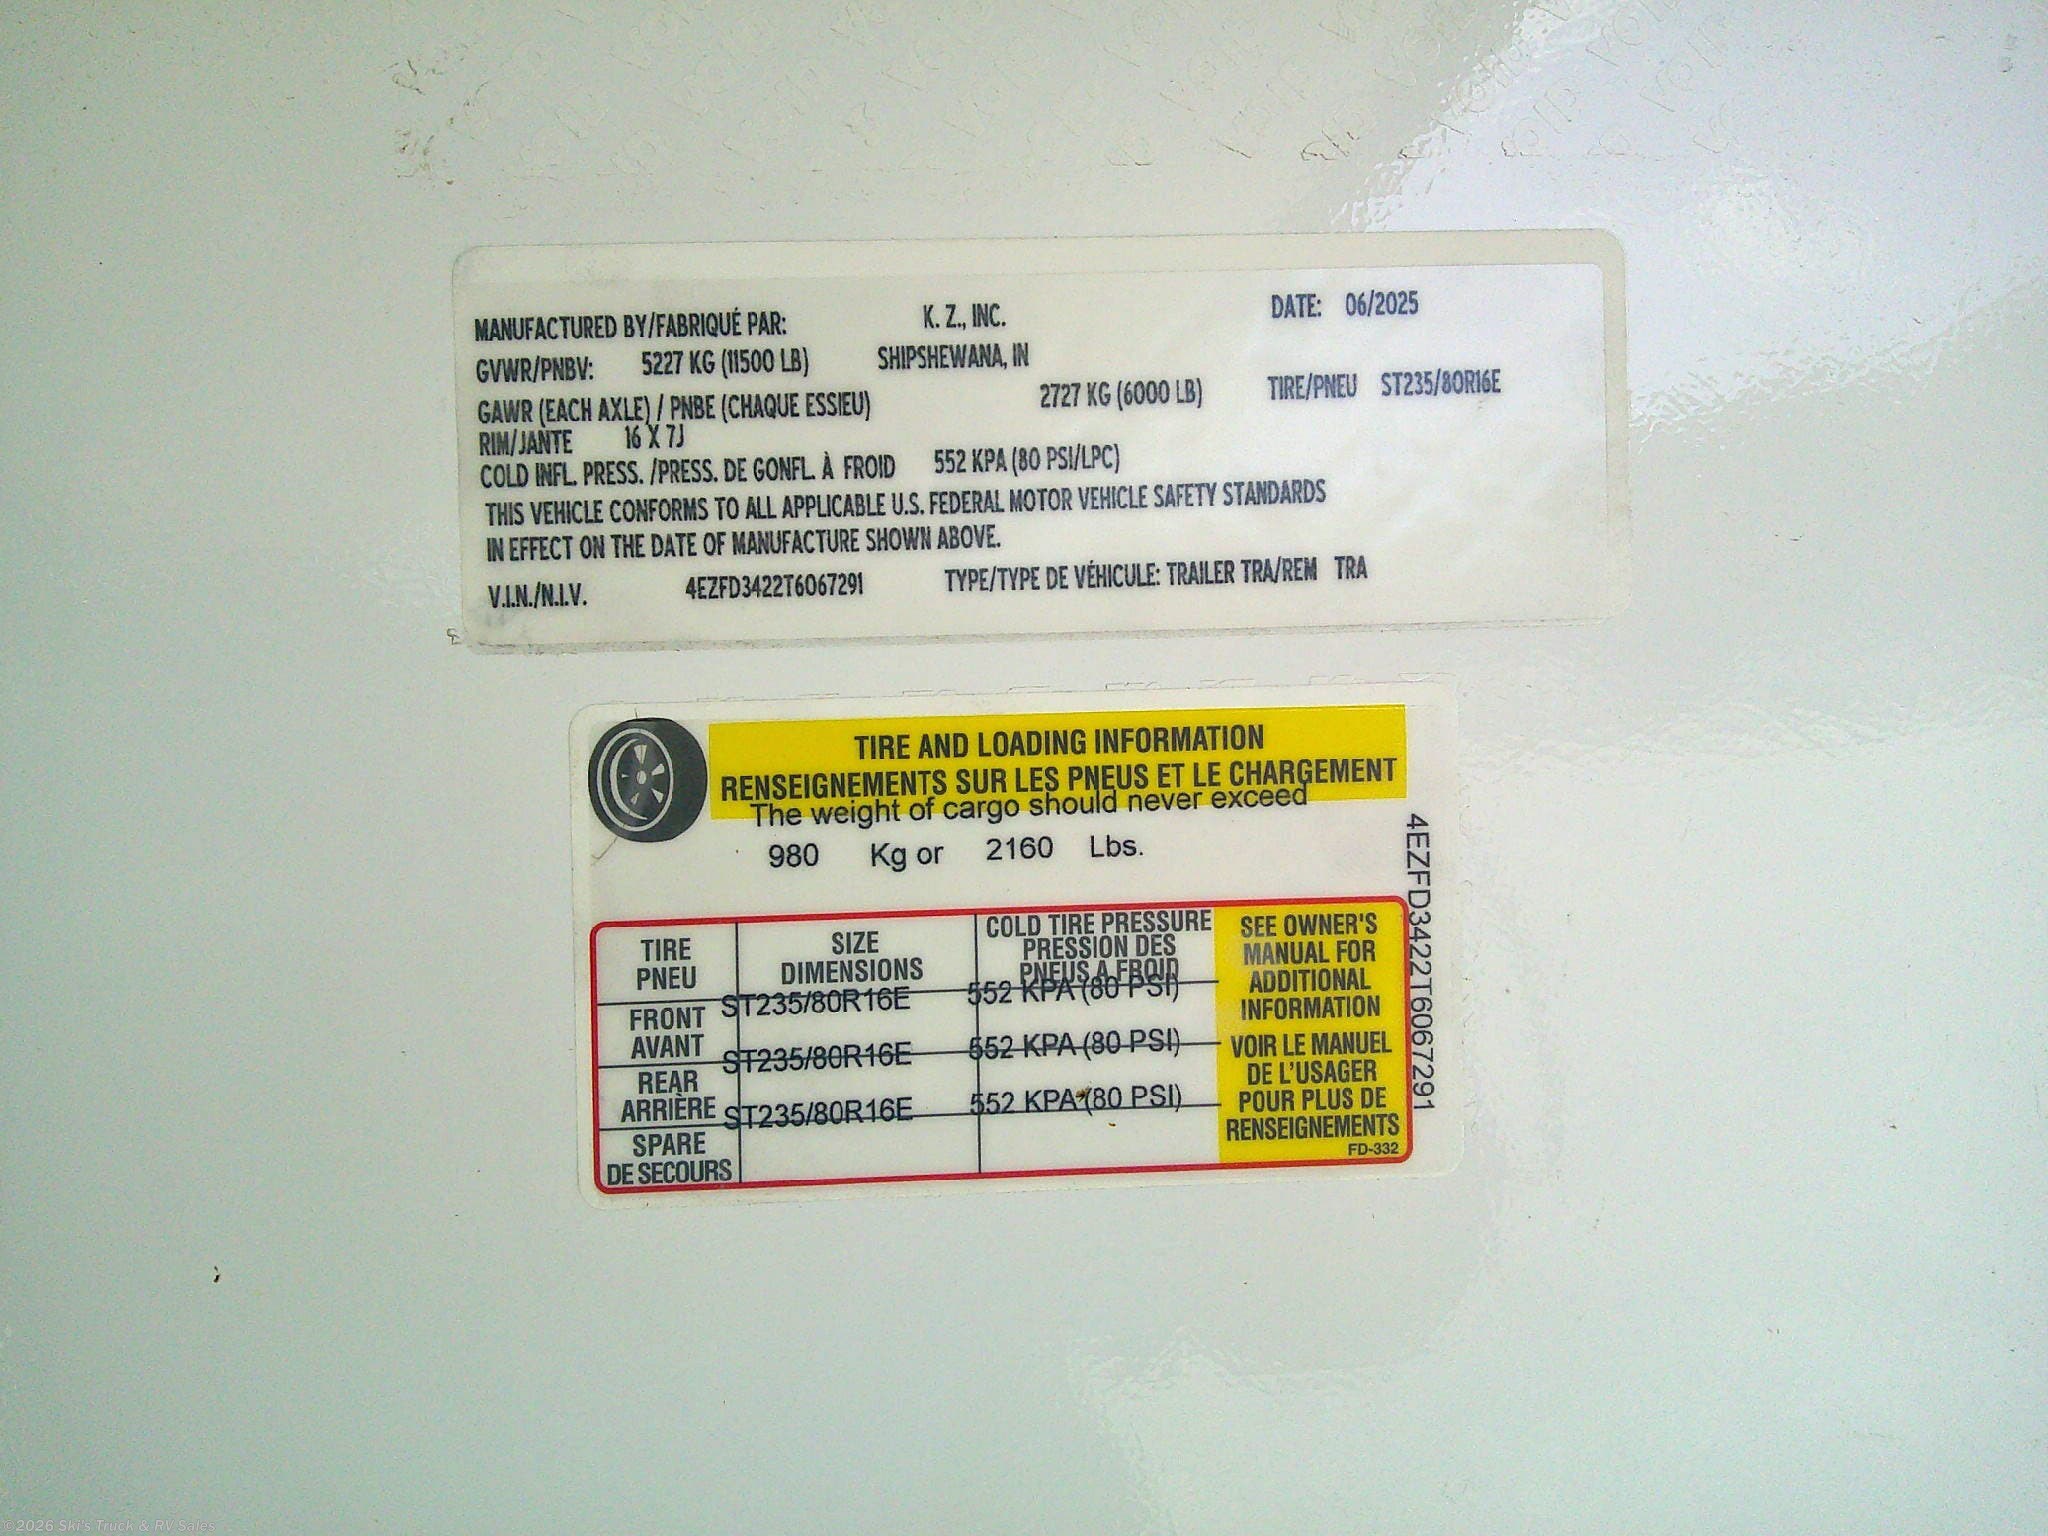 MANUFACTURED BY/FABRIQUÉ PAR: K. Z., INC. DATE: 06/2025
GVWR/PNBV: 5227 KG (11500 LB) SHIPSHEWANA, IN
GAWR (EACH AXLE) / PNBE (CHAQUE ESSIEU) 2727 KG (6000 LB) TIRE/PNEU ST235/80R16E
RIM/JANTE 16 X 7J
COLD INFL. PRESS. /PRESS. DE GONFL. À FROID 552 KPA (80 PSI/LPC)
THIS VEHICLE CONFORMS TO ALL APPLICABLE U.S. FEDERAL MOTOR VEHICLE SAFETY STANDARDS
IN EFFECT ON THE DATE OF MANUFACTURE SHOWN ABOVE.
V.I.N./N.I.V. 4EZFD3422T6067291 TYPE/TYPE DE VÉHICULE: TRAILER TRA/REM TRA
TIRE AND LOADING INFORMATION
RENSEIGNEMENTS SUR LES PNEUS ET LE CHARGEMENT
The weight of cargo should never exceed
980 Kg or 2160 Lbs.
TIRE
PNEU
SIZE
DIMENSIONS
COLD TIRE PRESSURE
PRESSION DES
PNEUS A FROID
FRONT
AVANT
ST235/80R16E 552 KPA (80 PSI)
REAR
ARRIÈRE
ST235/80R16E 552 KPA (80 PSI)
SPARE
DE SECOURS
ST235/80R16E 552 KPA (80 PSI)
SEE OWNER'S
MANUAL FOR
ADDITIONAL
INFORMATION
VOIR LE MANUEL
DE L'USAGER
POUR PLUS DE
RENSEIGNEMENTS
FD-332
4EZFD3422T6067291
©2026 Ski's Truck & RV Sales